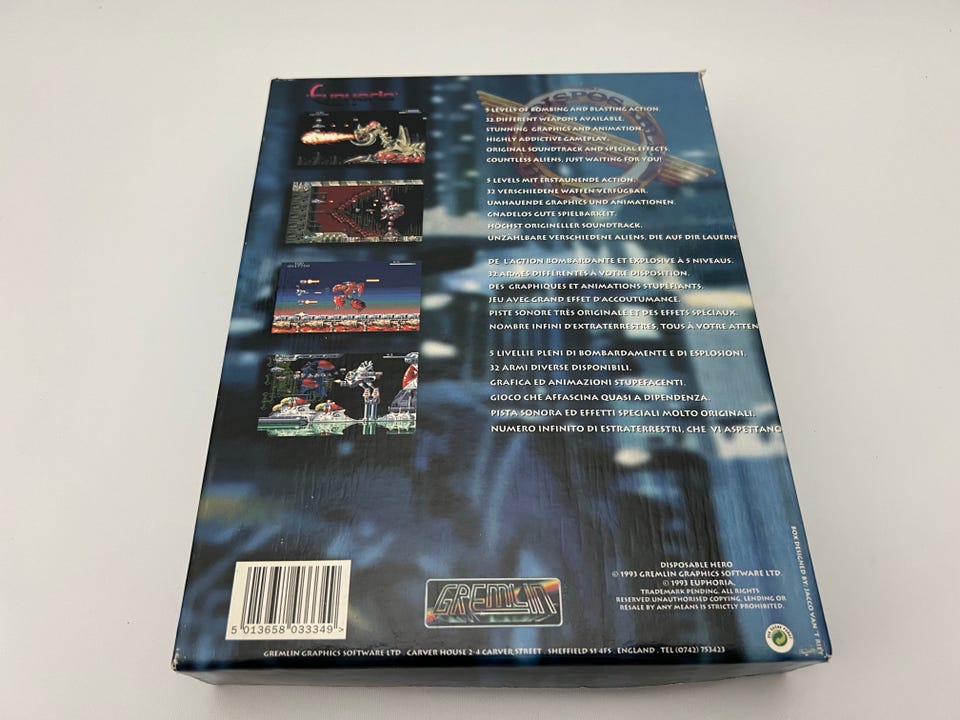 Euphoria
5 LEVELS OF BOMBING AND BLASTING ACTION.
32 DIFFERENT WEAPONS AVAILABLE.
STUNNING GRAPHICS AND ANIMATION.
HIGHLY ADDICTIVE GAMEPLAY.
ORIGINAL SOUNDTRACK AND SPECIAL EFFECTS.
COUNTLESS ALIENS, JUST WAITING FOR YOU!
5 LEVELS MIT ERSTAUNENDE ACTION.
32 VERSCHIEDENE WAFFEN VERFÜGBAR.
UMHAUENDE GRAPHICS UND ANIMATIONEN.
GNADELOS GUTE SPIELBARKEIT.
HÖCHST ORIGINELLER SOUNDTRACK.
UNZÄHLBARE VERSCHIEDENE ALIENS, DIE AUF DIR LAUERN
DE L'ACTION BOMBARDANTE ET EXPLOSIVE À 5 NIVEAUS.
32 ARMES DIFFÉRENTES À VOTRE DISPOSITION.
DES GRAPHIQUES ET ANIMATIONS STUPÉFIANTS.
JEU AVEC GRAND EFFET D'ACCOUTUMANCE.
PISTE SONORE TRÈS ORIGINALE ET DES EFFETS SPÉCIAUX.
NOMBRE INFINI D'EXTRATERRESTRES, TOUS À VOTRE ATTEN
5 LIVELLIE PLENI DI BOMBARDAMENTE E DI ESPLOSIONI.
32 ARMI DIVERSE DISPONIBILI.
GRAFICA ED ANIMAZIONI STUPEFACENTI.
GIOCO CHE AFFASCINA QUASI A DIPENDENZA.
PISTA SONORA ED EFFETTI SPECIALI MOLTO ORIGINALI.
NUMERO INFINITO DI ESTRATERRESTRI, CHE VI ASPETTANO
BOX DESIGNED BY: JACCO VAN 'T RIET
DISPOSABLE HERO
© 1993 GREMLIN GRAPHICS SOFTWARE LTD.
© 1993 EUPHORIA,
TRADEMARK PENDING. ALL RIGHTS
RESERVED UNAUTHORISED COPYING, LENDING OR
RESALE BY ANY MEANS IS STRICTLY PROHIBITED.
GREMLIN
5 013658 033349 >
GREMLIN GRAPHICS SOFTWARE LTD . CARVER HOUSE 2-4 CARVER STREET . SHEFFIELD S1 4FS . ENGLAND . TEL (0742) 753423